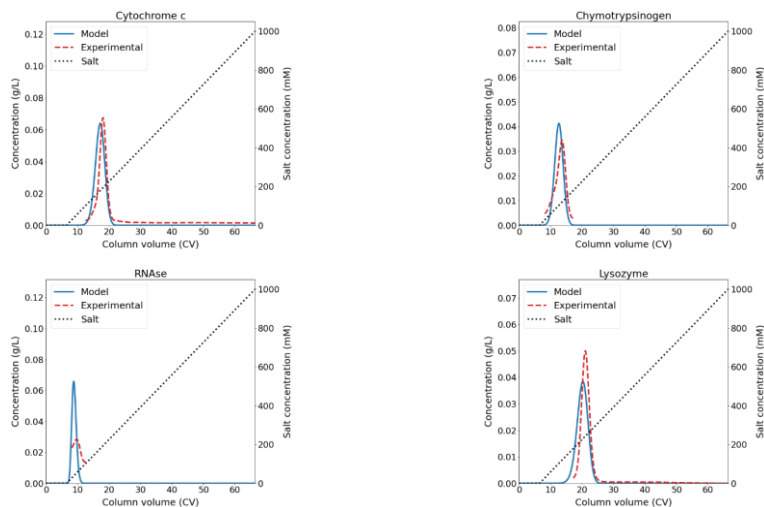 Cytochrome c
Model
Experimental
Salt
Concentration (g/L)
0.12
0.10
0.08
0.06
0.04
0.02
0.00
Salt concentration (mM)
1000
800
600
400
200
0
0 10 20 30 40 50 60
Column volume (CV)
Chymotrypsinogen
Model
Experimental
Salt
Concentration (g/L)
0.08
0.07
0.06
0.05
0.04
0.03
0.02
0.01
0.00
Salt concentration (mM)
1000
800
600
400
200
0
0 10 20 30 40 50 60
Column volume (CV)
RNAse
Model
Experimental
Salt
Concentration (g/L)
0.12
0.10
0.08
0.06
0.04
0.02
0.00
Salt concentration (mM)
1000
800
600
400
200
0
0 10 20 30 40 50 60
Column volume (CV)
Lysozyme
Model
Experimental
Salt
Concentration (g/L)
0.07
0.06
0.05
0.04
0.03
0.02
0.01
0.00
Salt concentration (mM)
1000
800
600
400
200
0
0 10 20 30 40 50 60
Column volume (CV)